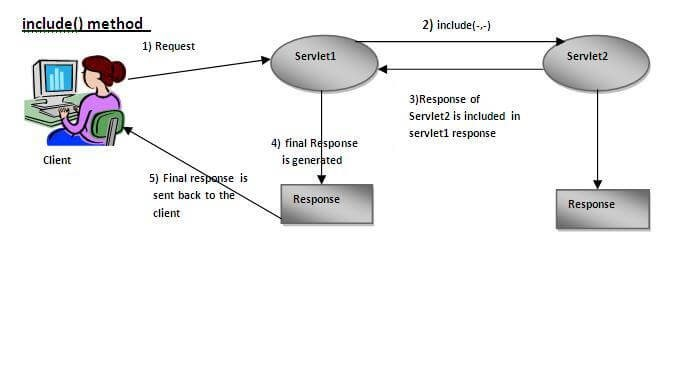 include() method
1) Request
2) include(-,-)
Servlet1
Servlet2
3)Response of
Servlet2 is included in
servlet1 response
4) final Response
is generated
Client
5) Final response is
sent back to the
client
Response
Response